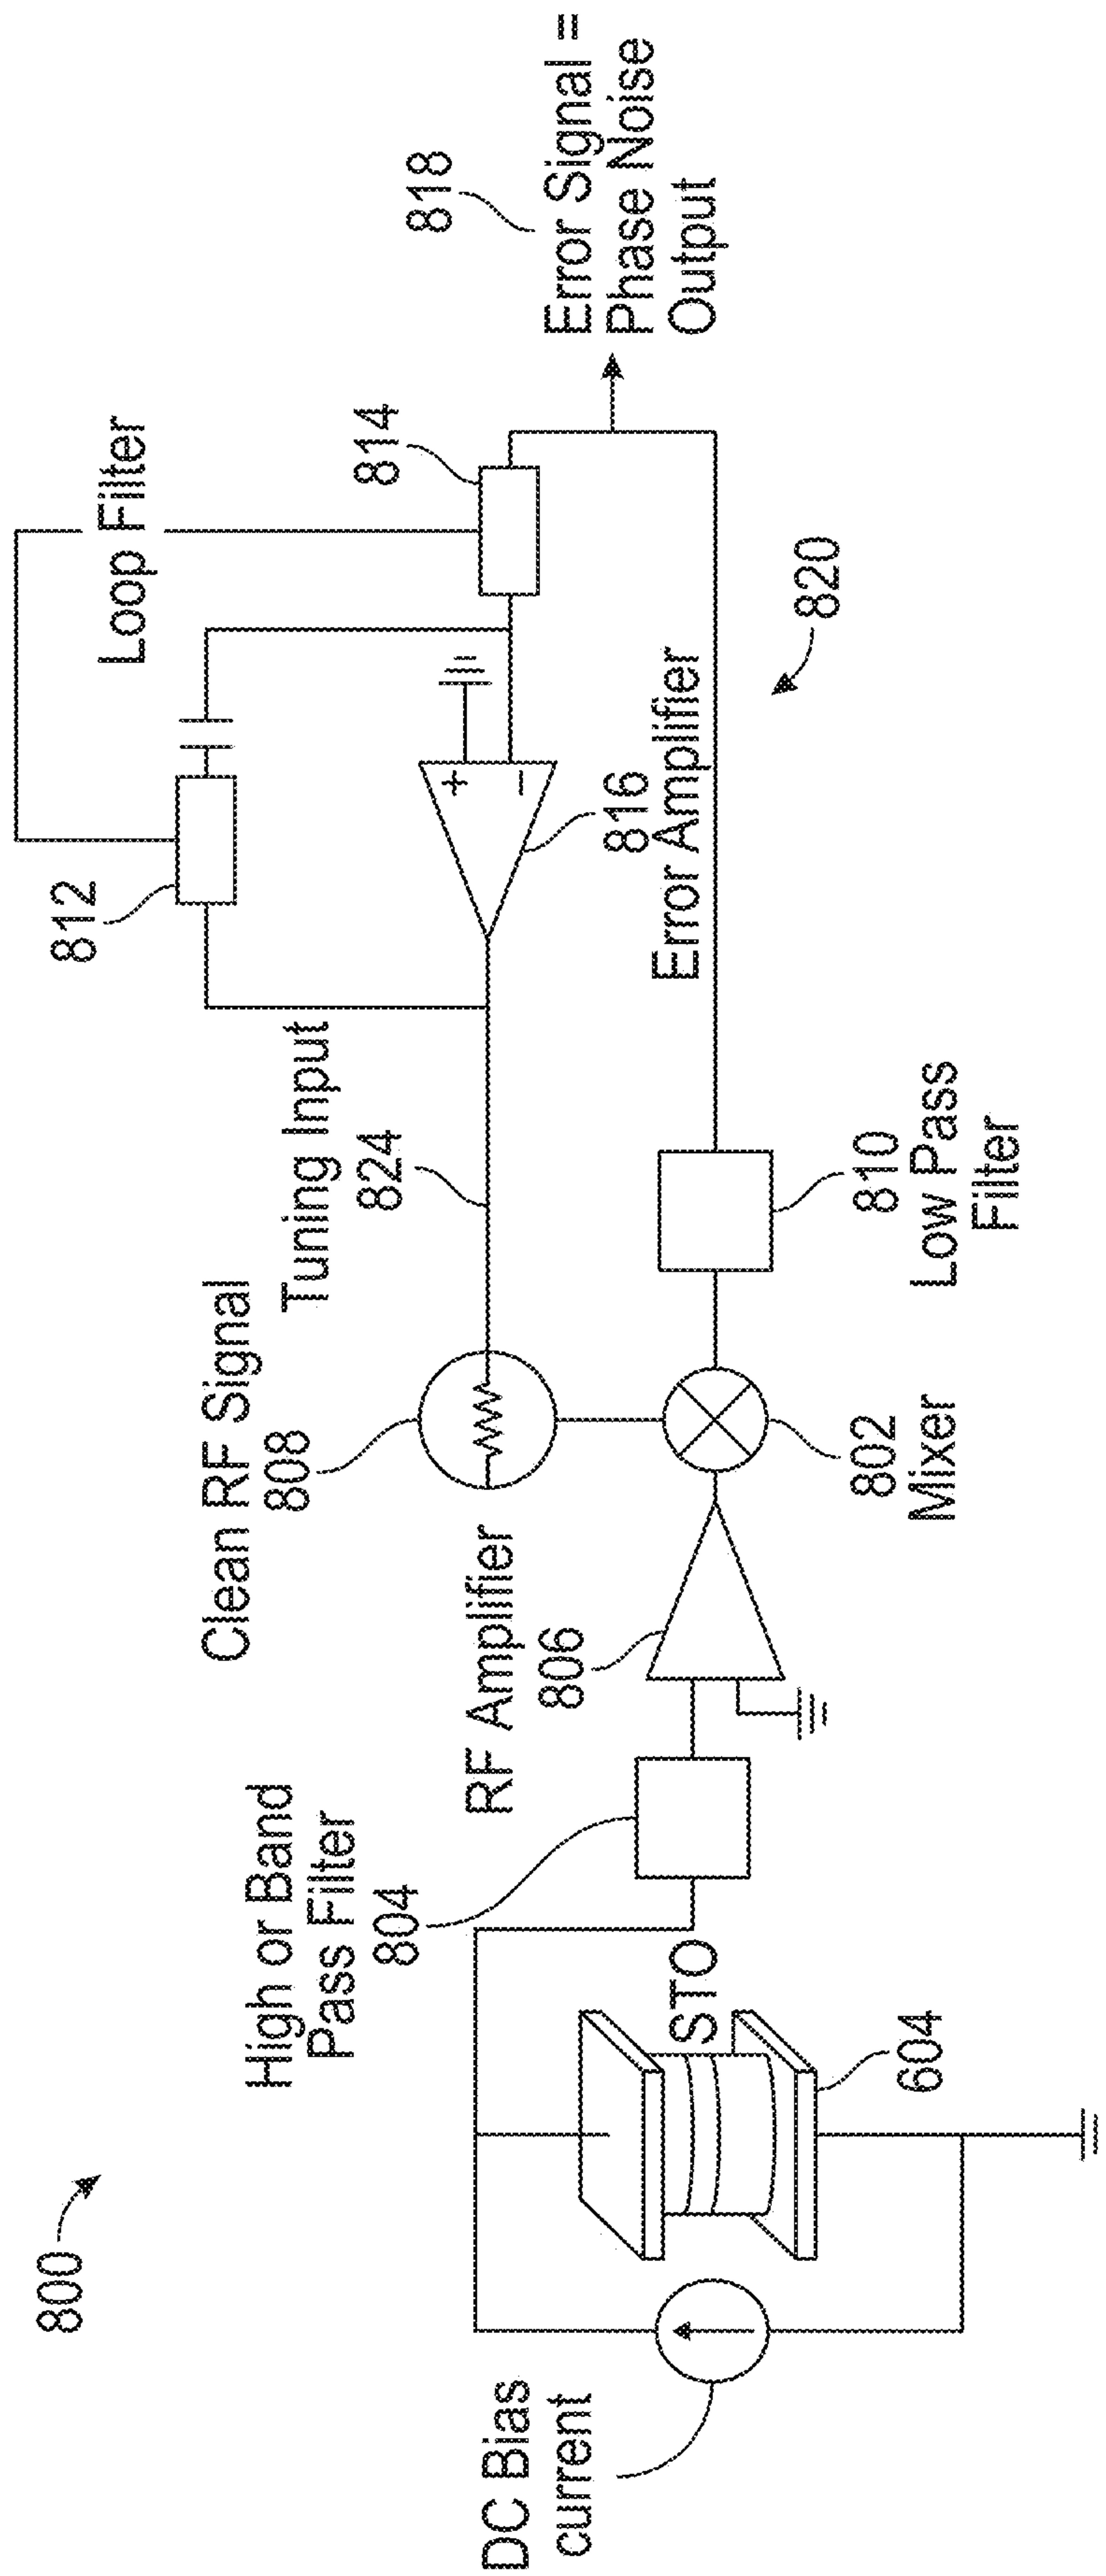 800
DC Bias
current
High or Band
Pass Filter
804
STO
604
RF Amplifier
806
Clean RF Signal
808
802
Mixer
Tuning Input
824
810
Low Pass
Filter
812
Loop Filter
814
+
−
816
Error Amplifier
820
818
Error Signal =
Phase Noise
Output